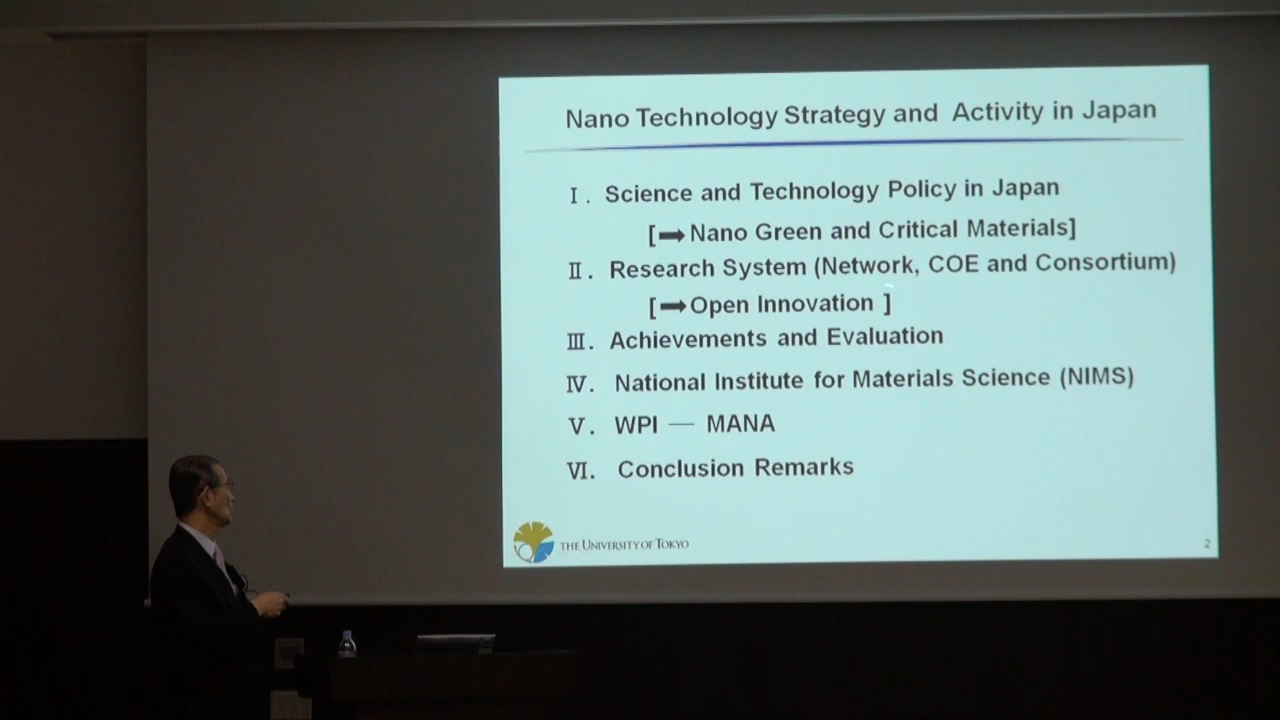 Nano Technology Strategy and Activity in Japan
Ⅰ. Science and Technology Policy in Japan
[➡Nano Green and Critical Materials]
Ⅱ. Research System (Network, COE and Consortium)
[➡Open Innovation ]
Ⅲ. Achievements and Evaluation
Ⅳ. National Institute for Materials Science (NIMS)
Ⅴ. WPI — MANA
Ⅵ. Conclusion Remarks
THE UNIVERSITY OF TOKYO
2